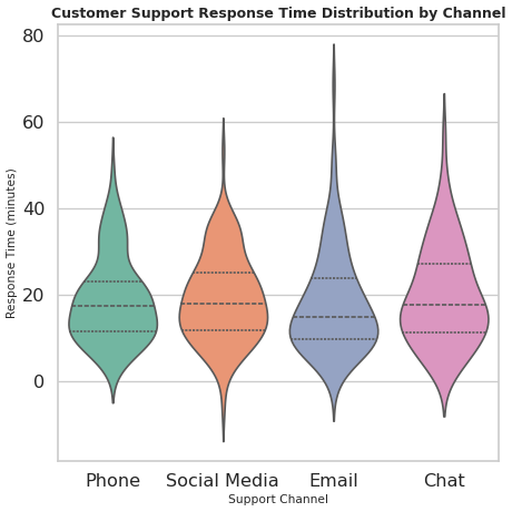 Customer Support Response Time Distribution by Channel
80
60
40
20
0
Response Time (minutes)
Phone
Social Media
Email
Chat
Support Channel